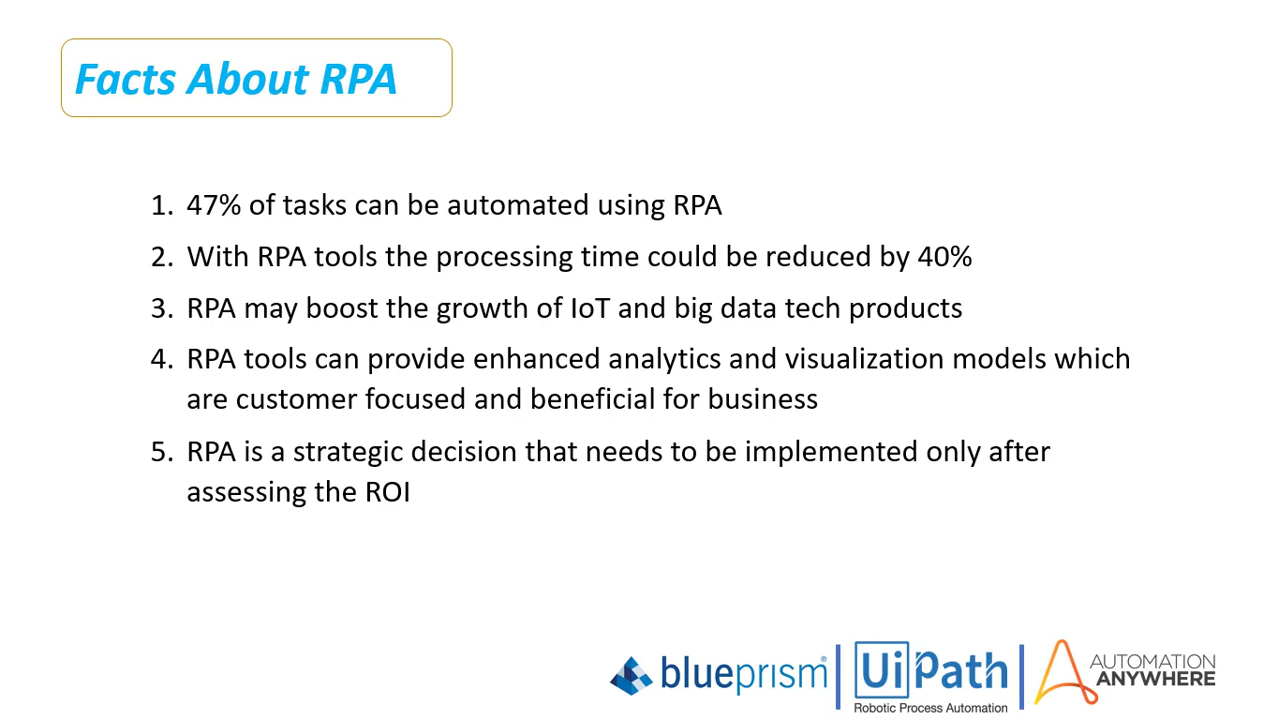 Facts About RPA
1. 47% of tasks can be automated using RPA
2. With RPA tools the processing time could be reduced by 40%
3. RPA may boost the growth of IoT and big data tech products
4. RPA tools can provide enhanced analytics and visualization models which
are customer focused and beneficial for business
5. RPA is a strategic decision that needs to be implemented only after
assessing the ROI
blueprism®
UiPath
Robotic Process Automation
AUTOMATION
ANYWHERE